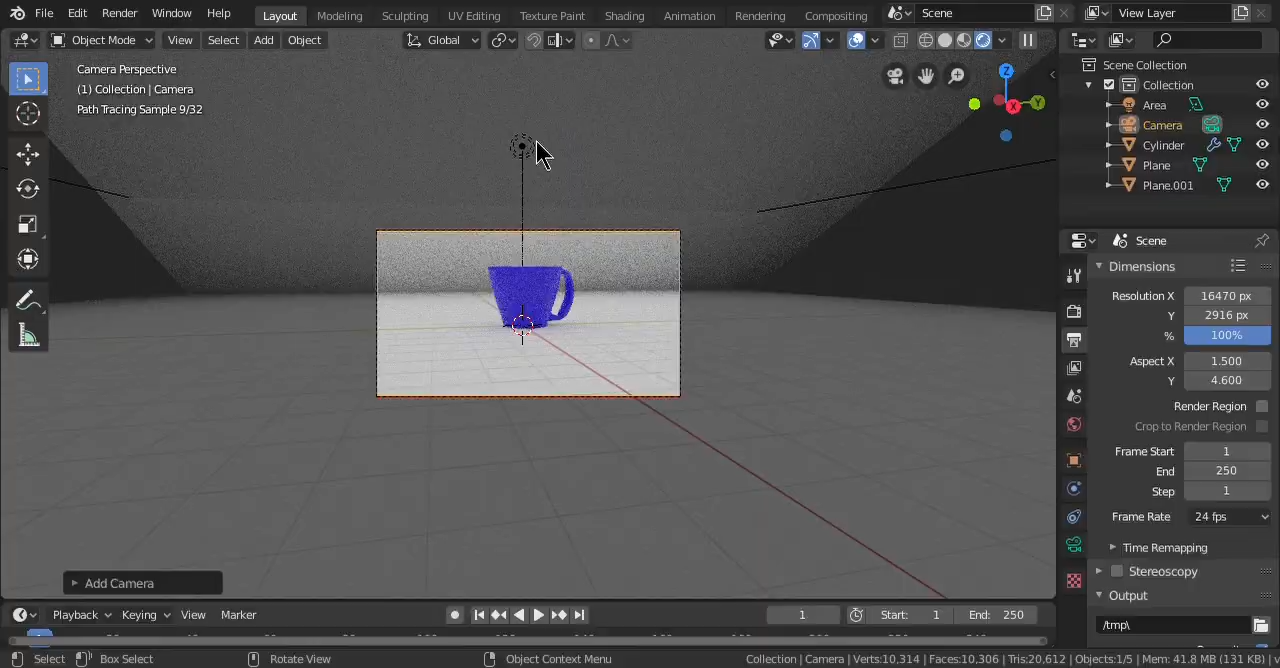 File Edit Render Window Help Layout Modeling Sculpting UV Editing Texture Paint Shading Animation Rendering Compositing Scene View Layer
Object Mode View Select Add Object Global
Camera Perspective
(1) Collection | Camera
Path Tracing Sample 9/32
Z
X
Y
Scene Collection
Collection
Area
Camera
Cylinder
Plane
Plane.001
Scene
Dimensions
Resolution X 16470 px
Y 2916 px
% 100%
Aspect X 1.500
Y 4.600
Render Region
Crop to Render Region
Frame Start 1
End 250
Step 1
Frame Rate 24 fps
Time Remapping
Stereoscopy
Output
/tmp\
Add Camera
Playback Keying View Marker 1 Start: 1 End: 250
Select Box Select Rotate View Object Context Menu Collection | Camera | Verts:10,314 | Faces:10,306 | Tris:20,612 | Objects:1/5 | Mem: 41.8 MB (131 KB) |